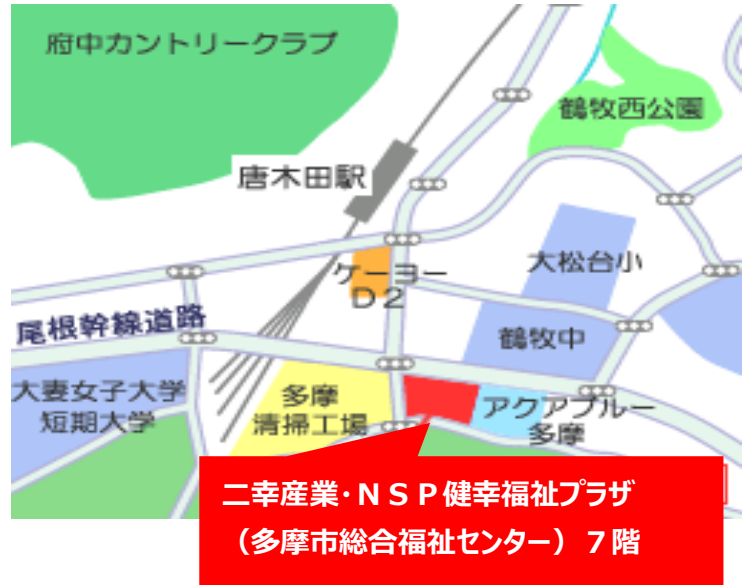 府中カントリークラブ
鶴牧西公園
唐木田駅
大松台小
ケーヨー
D2
尾根幹線道路
鶴牧中
大妻女子大学
短期大学
多摩
清掃工場
アクアブルー
多摩
二幸産業・NSP健幸福祉プラザ
(多摩市総合福祉センター) 7階